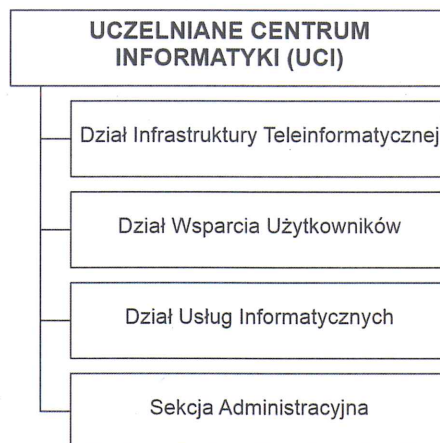 UCZELNIANE CENTRUM
INFORMATYKI (UCI)
Dział Infrastruktury Teleinformatycznej
Dział Wsparcia Użytkowników
Dział Usług Informatycznych
Sekcja Administracyjna